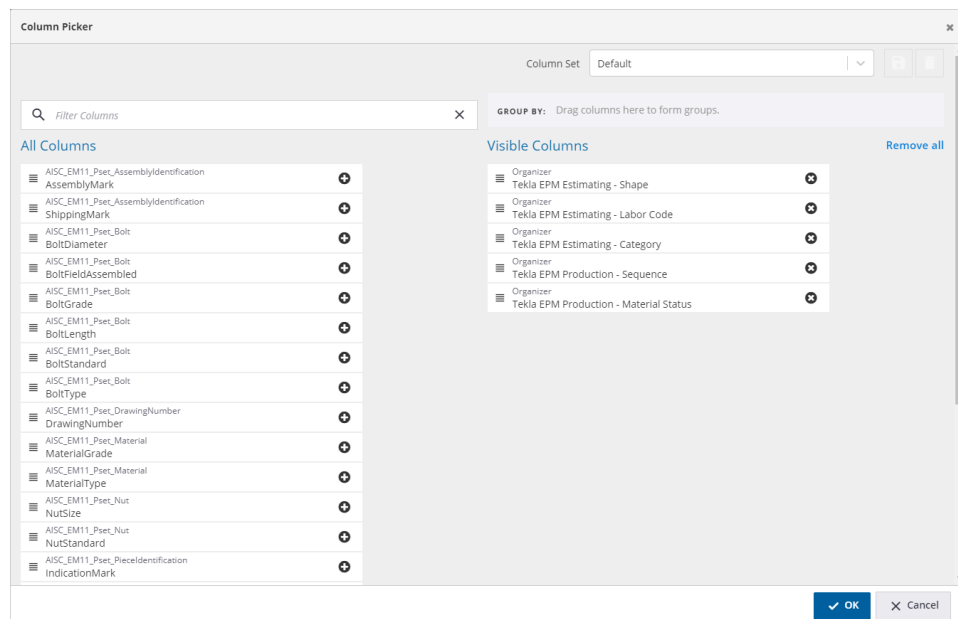 Column Picker
Column Set
Default
Filter Columns
GROUP BY: Drag columns here to form groups.
All Columns
AISC_EM11_Pset_AssemblyIdentification
AssemblyMark
AISC_EM11_Pset_AssemblyIdentification
ShippingMark
AISC_EM11_Pset_Bolt
BoltDiameter
AISC_EM11_Pset_Bolt
BoltFieldAssembled
AISC_EM11_Pset_Bolt
BoltGrade
AISC_EM11_Pset_Bolt
BoltLength
AISC_EM11_Pset_Bolt
BoltStandard
AISC_EM11_Pset_Bolt
BoltType
AISC_EM11_Pset_DrawingNumber
DrawingNumber
AISC_EM11_Pset_Material
MaterialGrade
AISC_EM11_Pset_Material
MaterialType
AISC_EM11_Pset_Nut
NutSize
AISC_EM11_Pset_Nut
NutStandard
AISC_EM11_Pset_PieceIdentification
IndicationMark
Visible Columns
Remove all
Organizer
Tekla EPM Estimating - Shape
Organizer
Tekla EPM Estimating - Labor Code
Organizer
Tekla EPM Estimating - Category
Organizer
Tekla EPM Production - Sequence
Organizer
Tekla EPM Production - Material Status
OK
Cancel